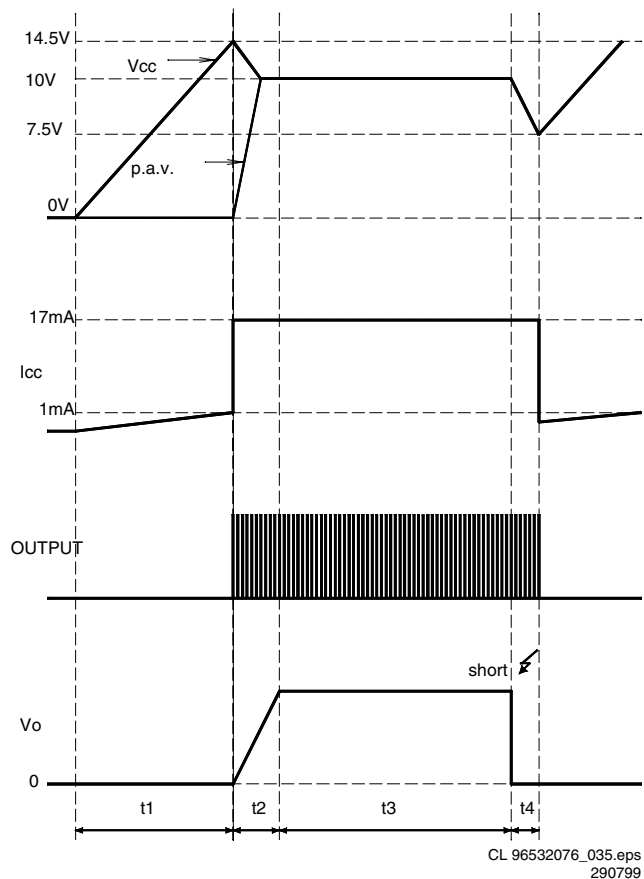 14.5V
Vcc
10V
7.5V
p.a.v.
0V
17mA
Icc
1mA
OUTPUT
short
Vo
0
t1 t2 t3 t4
CL 96532076_035.eps
290799